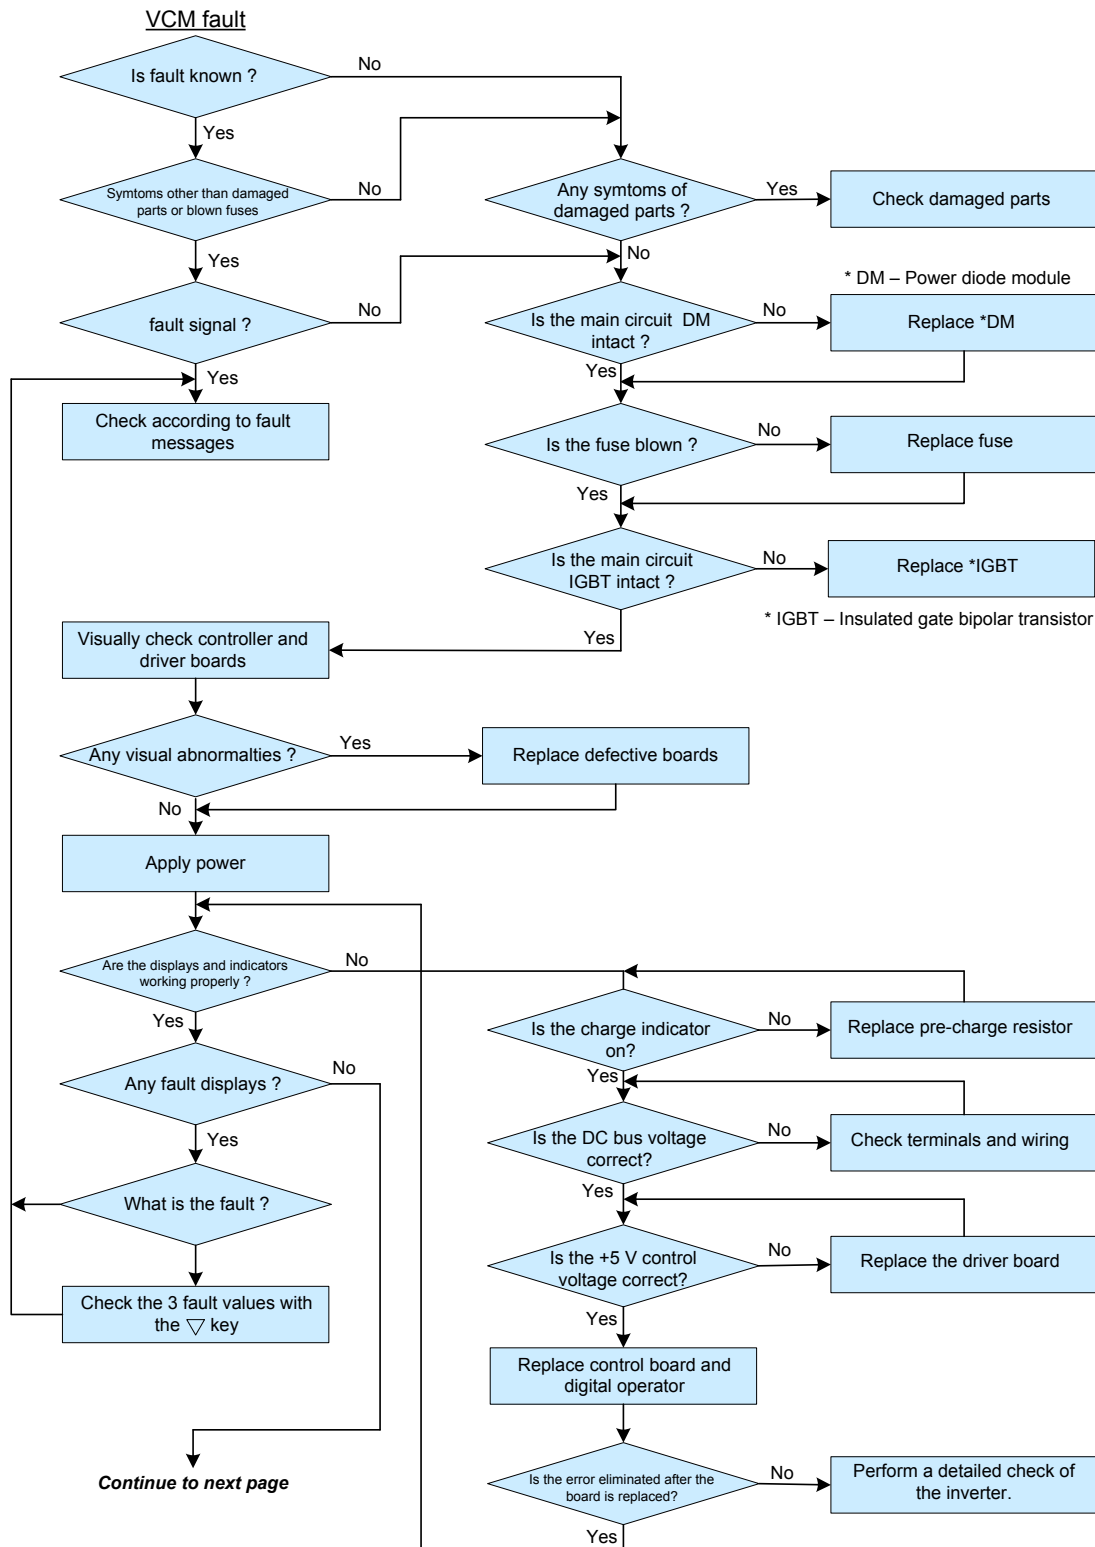 VCM fault
Is fault known ?
No
Yes
Symtoms other than damaged
parts or blown fuses
No
Yes
Any symtoms of
damaged parts ?
Yes
Check damaged parts
No
fault signal ?
No
Yes
* DM – Power diode module
Is the main circuit DM
intact ?
No
Replace *DM
Yes
Check according to fault
messages
Is the fuse blown ?
No
Replace fuse
Yes
Is the main circuit
IGBT intact ?
No
Replace *IGBT
* IGBT – Insulated gate bipolar transistor
Yes
Visually check controller and
driver boards
Any visual abnormalties ?
Yes
Replace defective boards
No
Apply power
Are the displays and indicators
working properly ?
No
Yes
Is the charge indicator
on?
No
Replace pre-charge resistor
Yes
Any fault displays ?
No
Yes
Is the DC bus voltage
correct?
No
Check terminals and wiring
Yes
What is the fault ?
Is the +5 V control
voltage correct?
No
Replace the driver board
Yes
Check the 3 fault values with
the ▽ key
Replace control board and
digital operator
Continue to next page
Is the error eliminated after the
board is replaced?
No
Perform a detailed check of
the inverter.
Yes